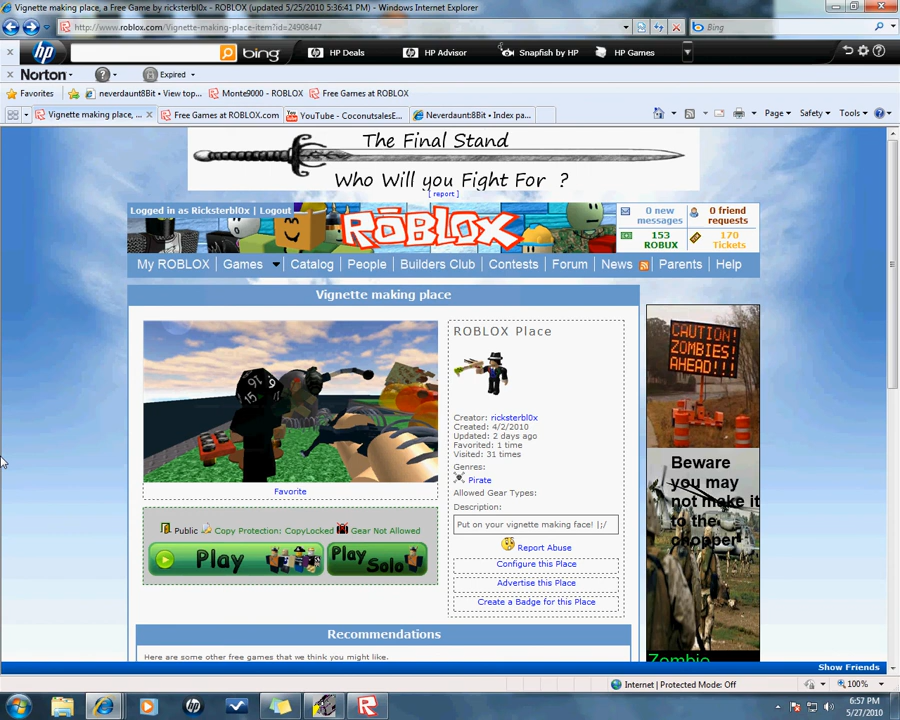 Vignette making place, a Free Game by ricksterbl0x - ROBLOX (updated 5/25/2010 5:36:41 PM) - Windows Internet Explorer
http://www.roblox.com/Vignette-making-place-item?id=24908447
Bing
hp
bing
HP Deals
HP Advisor
Snapfish by HP
HP Games
Norton
Expired
Favorites
neverdaunt8Bit • View top...
Monte9000 - ROBLOX
Free Games at ROBLOX
Vignette making place, ...
Free Games at ROBLOX.com
YouTube - CoconutsalesE...
Neverdaunt8Bit • Index pa...
Page
Safety
Tools
The Final Stand
Who Will you Fight For ?
[ report ]
Logged in as Ricksterbl0x | Logout
ROBLOX
0 new messages
0 friend requests
153 ROBUX
170 Tickets
My ROBLOX | Games | Catalog | People | Builders Club | Contests | Forum | News | Parents | Help
Vignette making place
ROBLOX Place
Creator: ricksterbl0x
Created: 4/2/2010
Updated: 2 days ago
Favorited: 1 time
Visited: 31 times
Genres:
Pirate
Allowed Gear Types:
Description:
Put on your vignette making face! |;/
Report Abuse
Configure this Place
Advertise this Place
Create a Badge for this Place
Favorite
Public Copy Protection: CopyLocked Gear Not Allowed
Play
Play Solo
Recommendations
Here are some other free games that we think you might like.
CAUTION!
ZOMBIES!
AHEAD!!!
Beware
you may
not make it
to the
chopper
Zombie
Show Friends
Internet | Protected Mode: Off
100%
6:57 PM
5/27/2010